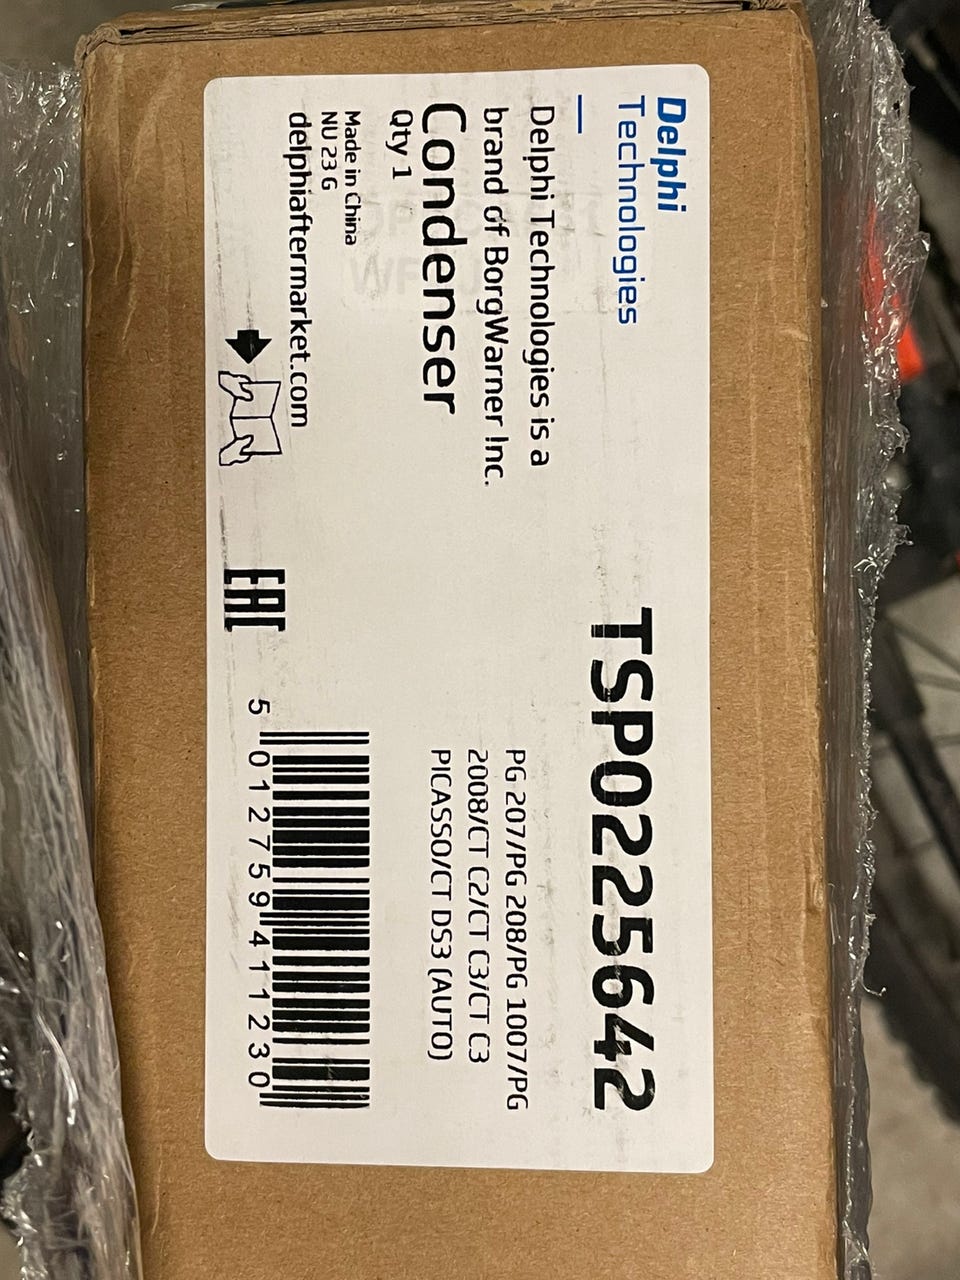 Delphi
Technologies
Delphi Technologies is a
brand of BorgWarner Inc.
Condenser
Qty 1
Made in China
NU 23 G
delphiaftermarket.com
TSP0225642
PG 207/PG 208/PG 1007/PG
2008/CT C2/CT C3/CT C3
PICASSO/CT DS3 (AUTO)
EAC
5 012759 411230